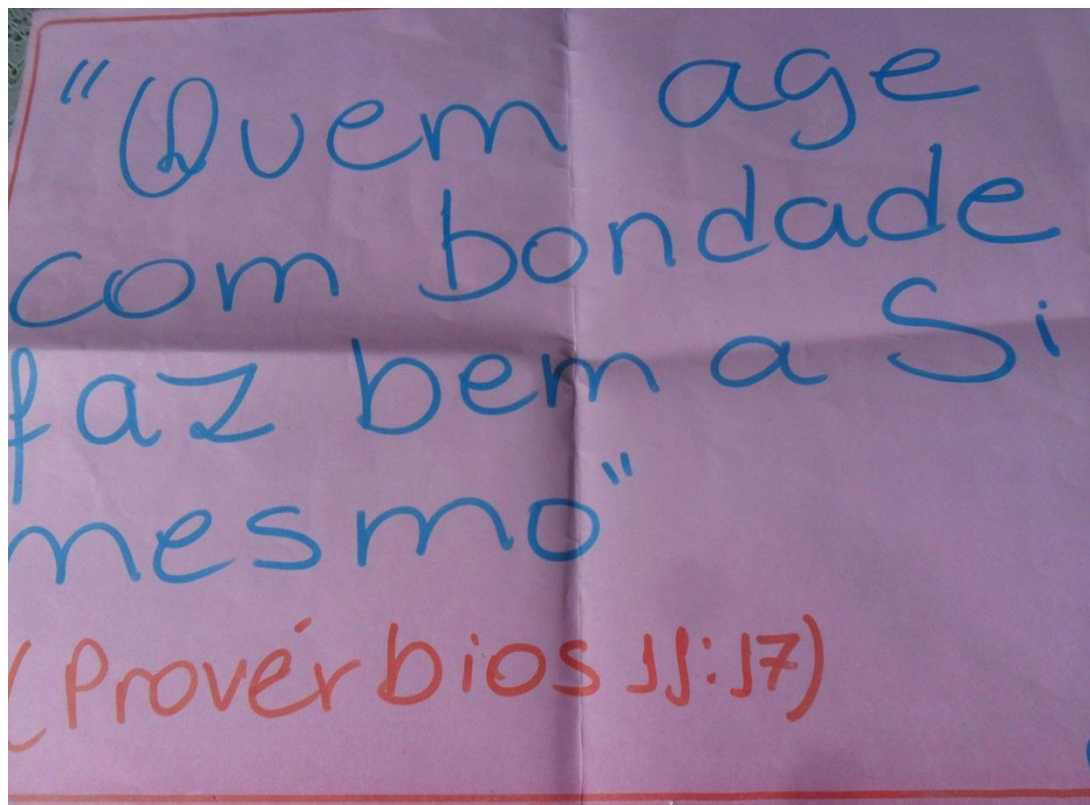 "Quem age
com bondade
faz bem a Si
mesmo"
(Provérbios 11:17)